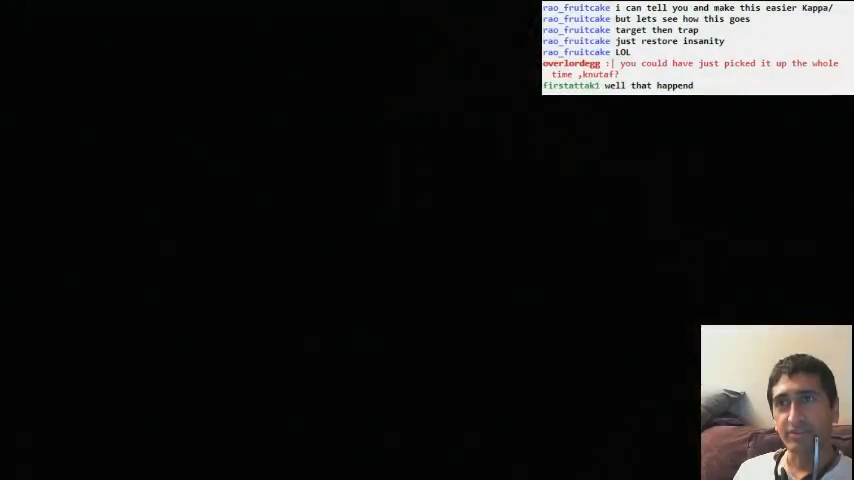 rao_fruitcake i can tell you and make this easier Kappa/
rao_fruitcake but lets see how this goes
rao_fruitcake target then trap
rao_fruitcake just restore insanity
rao_fruitcake LOL
overlordegg :| you could have just picked it up the whole
time ,knutaf?
firstattak1 well that happend